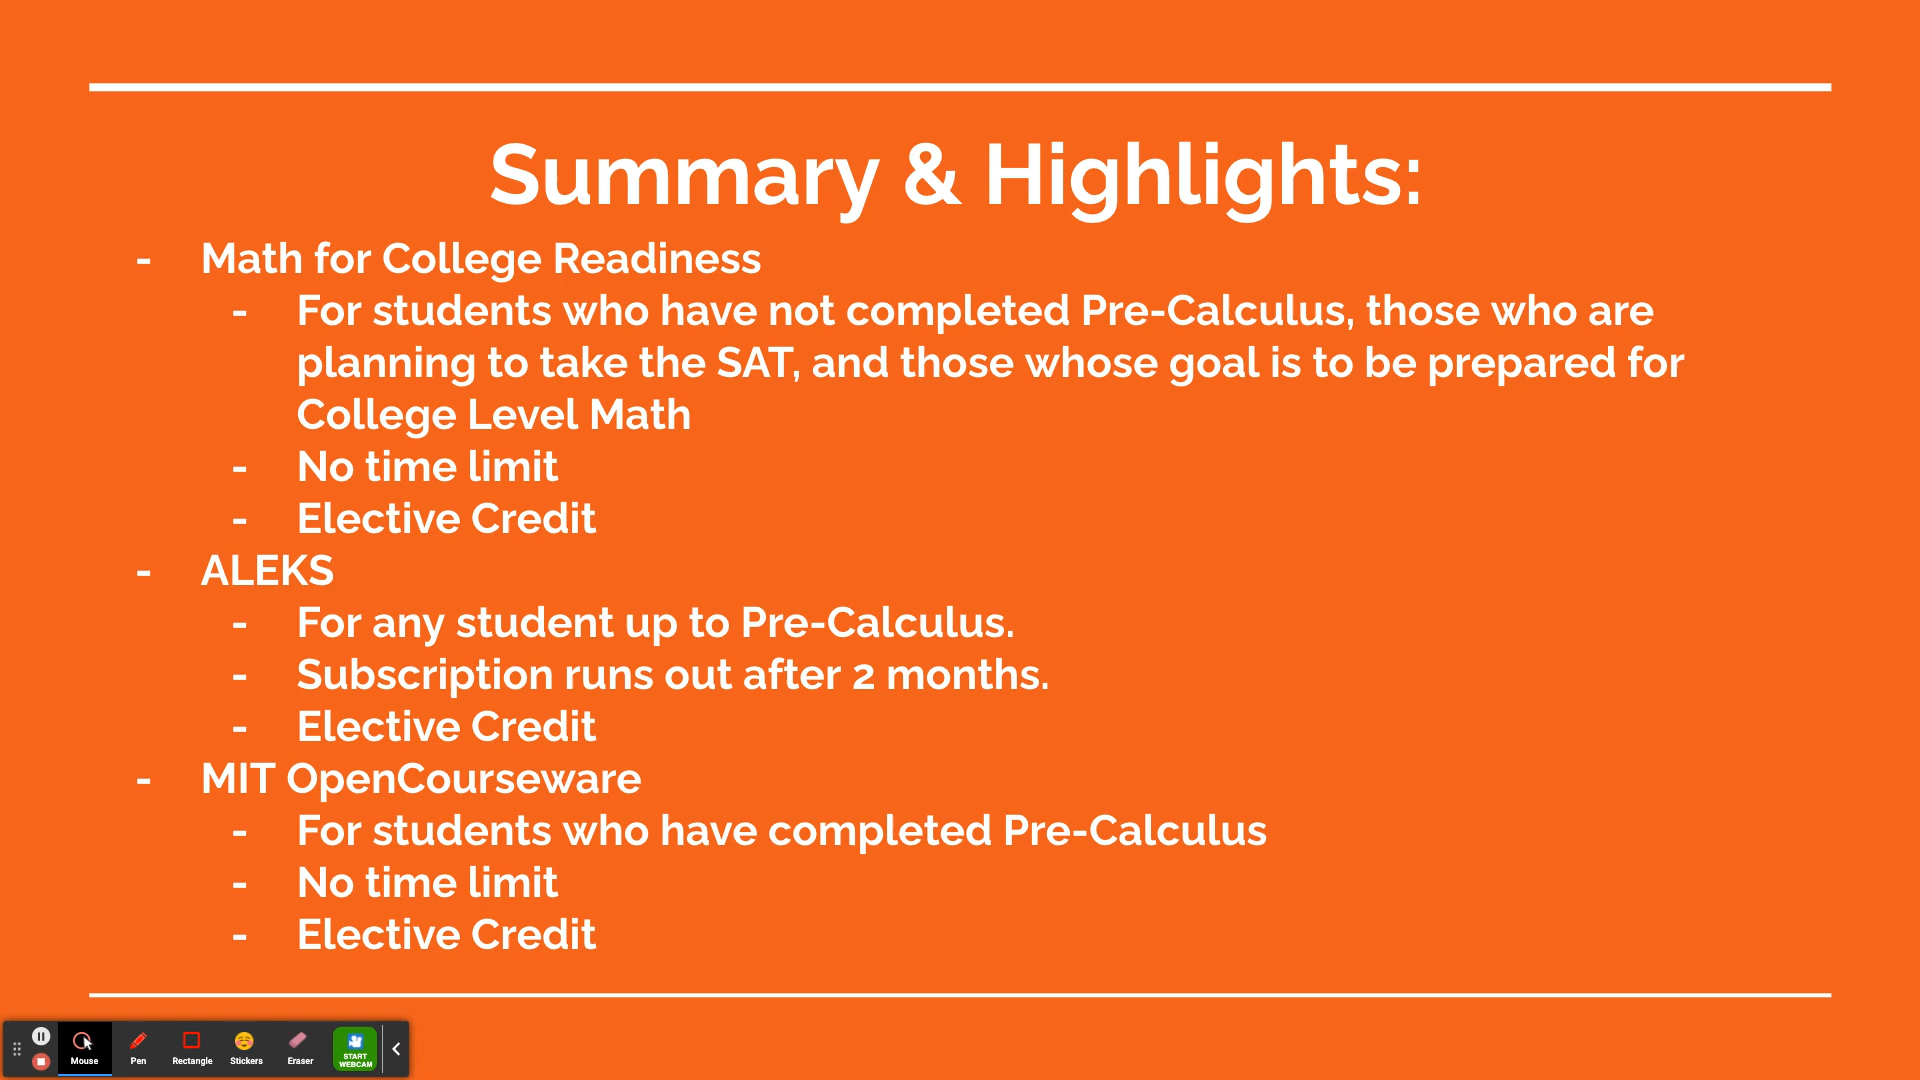 Summary & Highlights:
- Math for College Readiness
- For students who have not completed Pre-Calculus, those who are
planning to take the SAT, and those whose goal is to be prepared for
College Level Math
- No time limit
- Elective Credit
- ALEKS
- For any student up to Pre-Calculus.
- Subscription runs out after 2 months.
- Elective Credit
- MIT OpenCourseware
- For students who have completed Pre-Calculus
- No time limit
- Elective Credit
Mouse Pen Rectangle Stickers Eraser START
WEBCAM